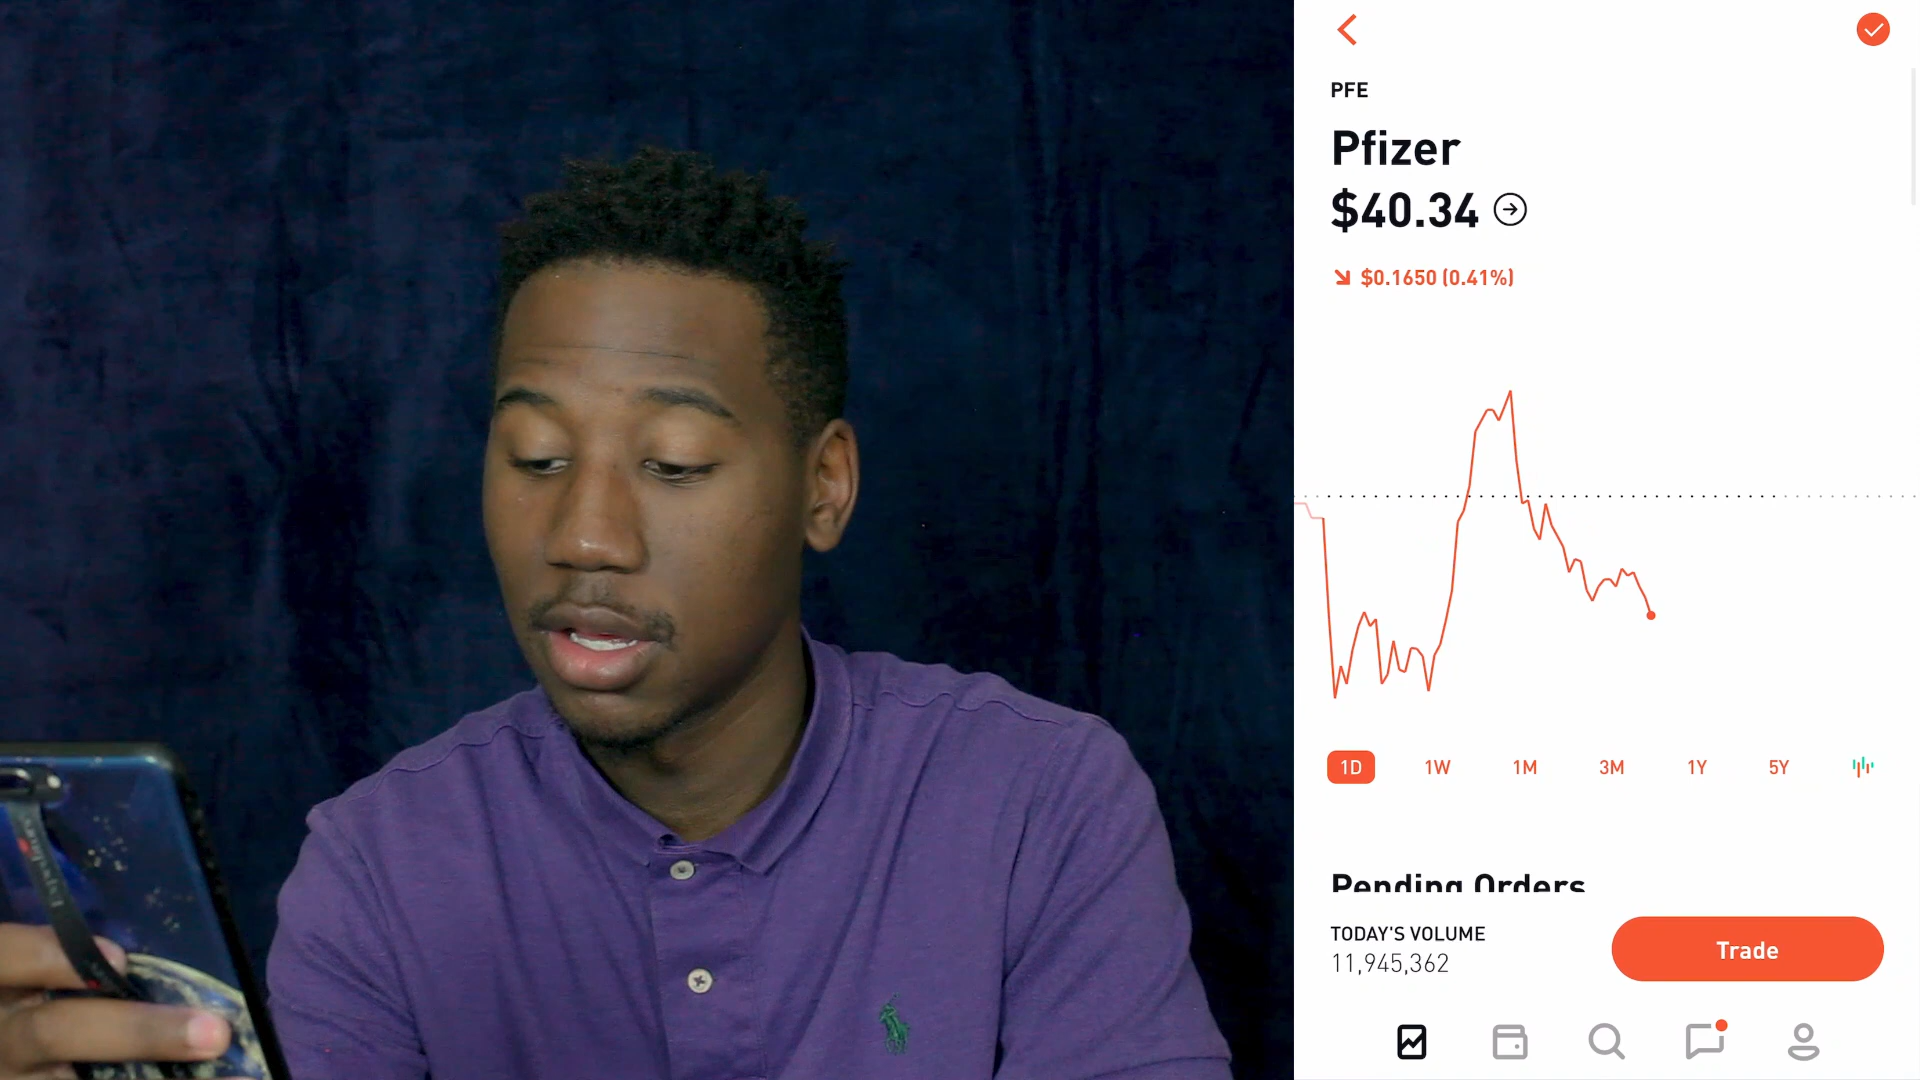 PFE
Pfizer
$40.34
$0.1650 (0.41%)
1D 1W 1M 3M 1Y 5Y
Pending Orders
TODAY'S VOLUME
11,945,362
Trade